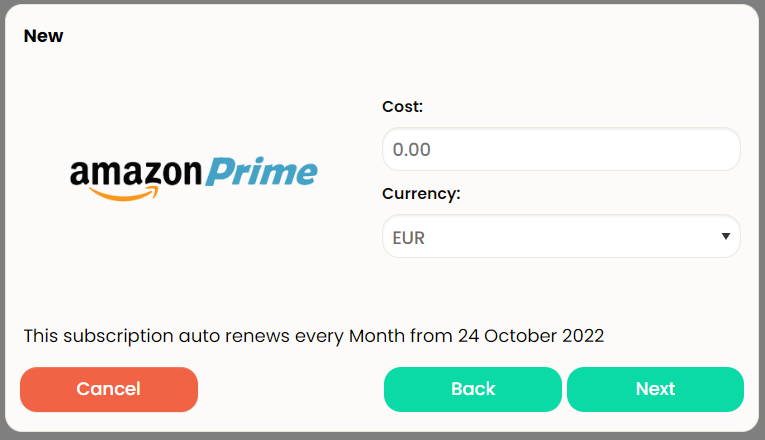 New
Cost:
0.00
amazon Prime
Currency:
EUR
This subscription auto renews every Month from 24 October 2022
Cancel
Back
Next